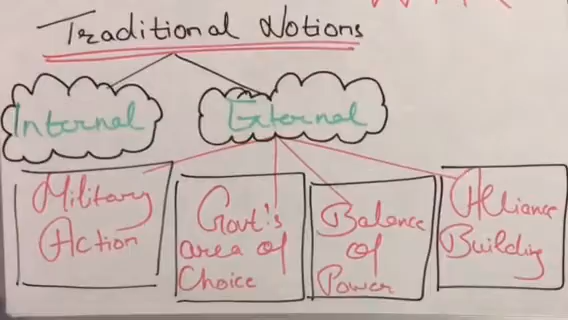 Traditional Notions
Internal
External
Military
Action
Govt's
area of
Choice
Balance
of
Power
Alliance
Building